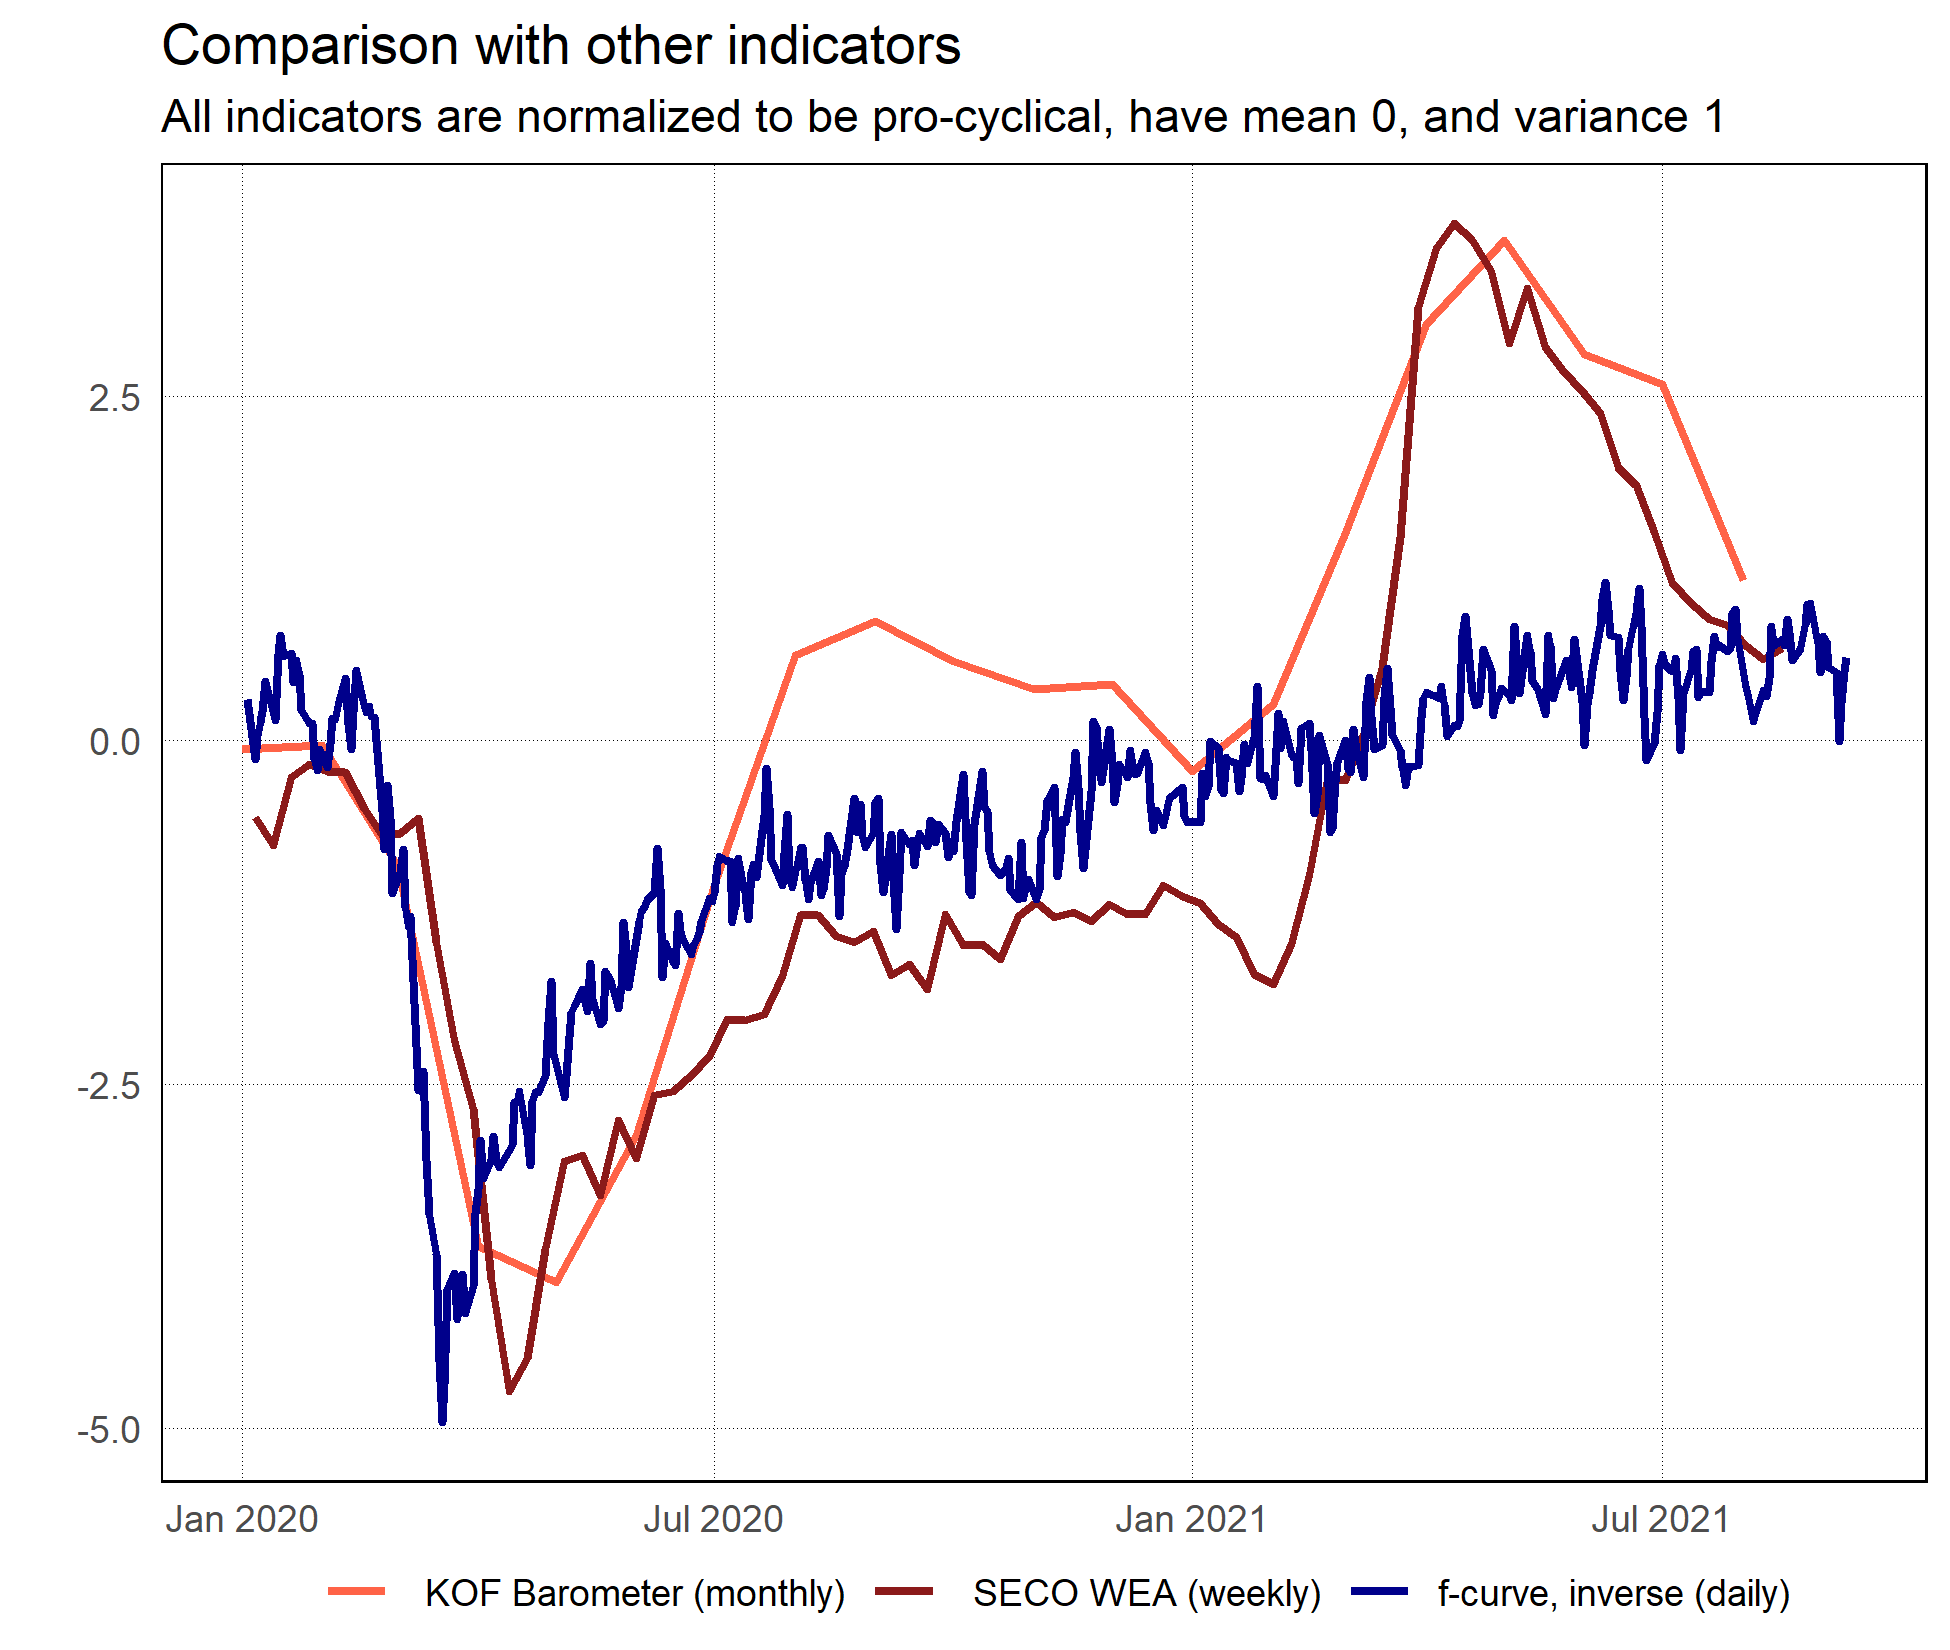 Comparison with other indicators
All indicators are normalized to be pro-cyclical, have mean 0, and variance 1
2.5
0.0
-2.5
-5.0
Jan 2020 Jul 2020 Jan 2021 Jul 2021
KOF Barometer (monthly) SECO WEA (weekly) f-curve, inverse (daily)